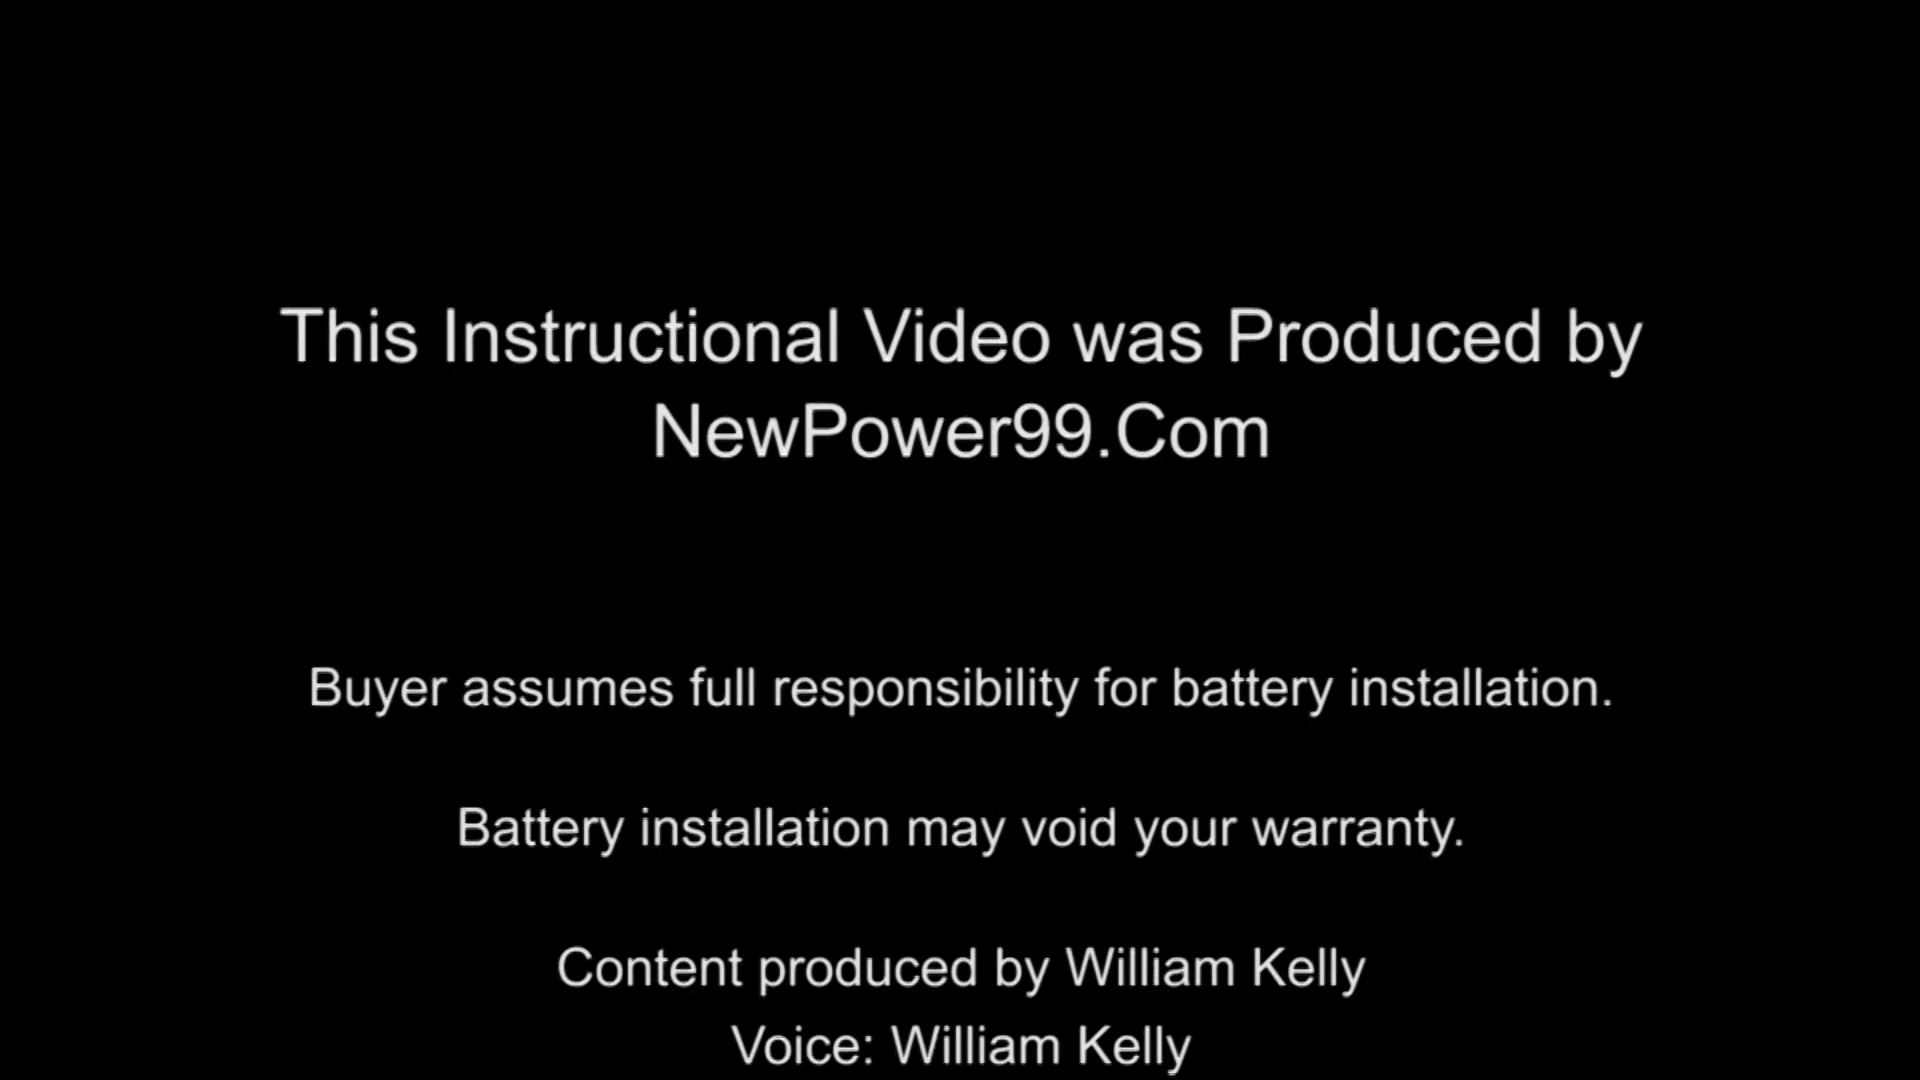 This Instructional Video was Produced by
NewPower99.Com
Buyer assumes full responsibility for battery installation.
Battery installation may void your warranty.
Content produced by William Kelly
Voice: William Kelly